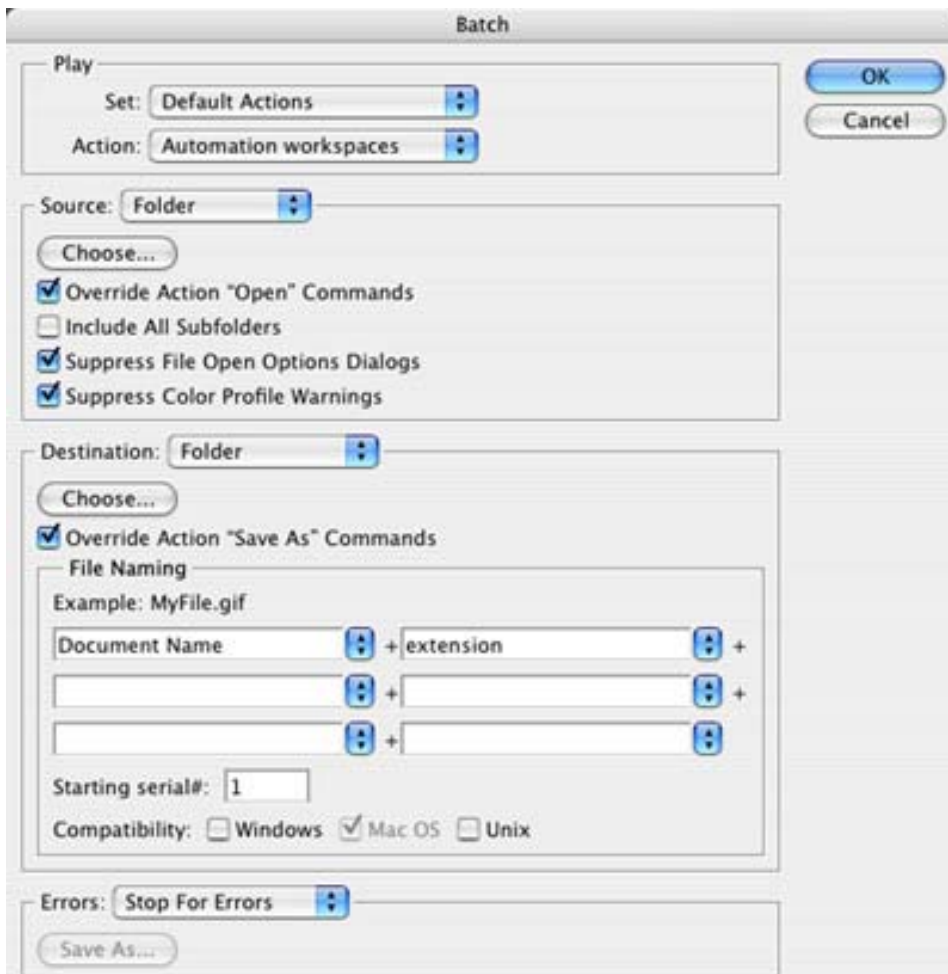 Batch
Play
OK
Set: Default Actions
Cancel
Action: Automation workspaces
Source: Folder
Choose...
Override Action "Open" Commands
Include All Subfolders
Suppress File Open Options Dialogs
Suppress Color Profile Warnings
Destination: Folder
Choose...
Override Action "Save As" Commands
File Naming
Example: MyFile.gif
Document Name + extension +
+ +
+
Starting serial#: 1
Compatibility: Windows Mac OS Unix
Errors: Stop For Errors
Save As...